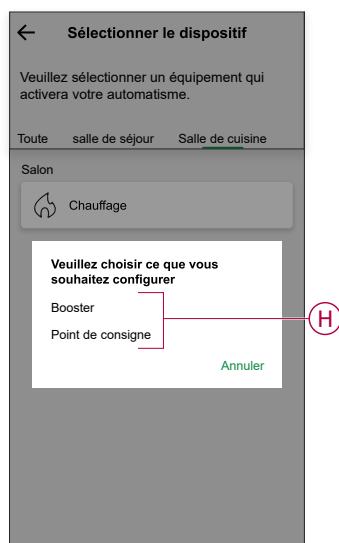 Sélectionner le dispositif
Veuillez sélectionner un équipement qui
activera votre automatisme.
Toute salle de séjour Salle de cuisine
Salon
Chauffage
Veuillez choisir ce que vous
souhaitez configurer
Booster
Point de consigne
H
Annuler